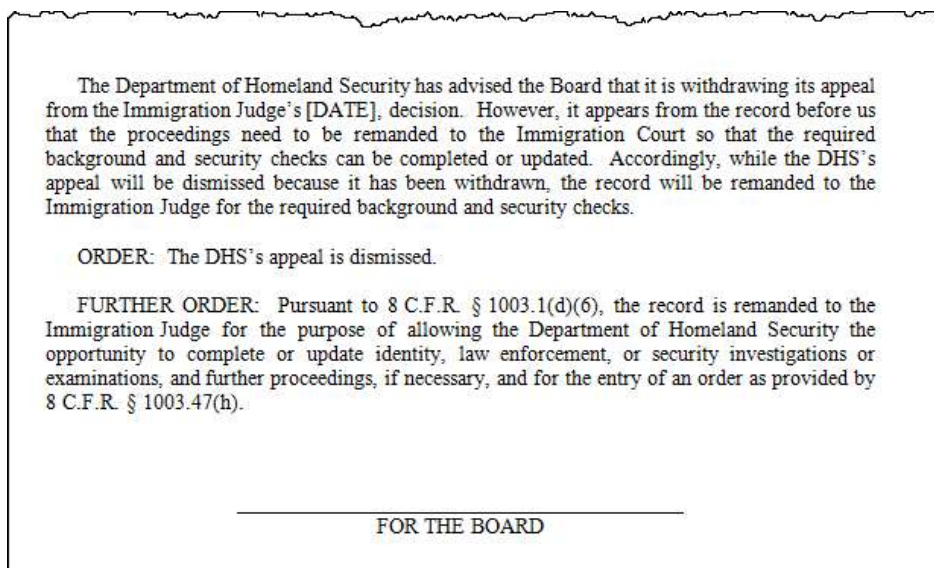 The Department of Homeland Security has advised the Board that it is withdrawing its appeal
from the Immigration Judge's [DATE], decision. However, it appears from the record before us
that the proceedings need to be remanded to the Immigration Court so that the required
background and security checks can be completed or updated. Accordingly, while the DHS's
appeal will be dismissed because it has been withdrawn, the record will be remanded to the
Immigration Judge for the required background and security checks.
ORDER: The DHS's appeal is dismissed.
FURTHER ORDER: Pursuant to 8 C.F.R. § 1003.1(d)(6), the record is remanded to the
Immigration Judge for the purpose of allowing the Department of Homeland Security the
opportunity to complete or update identity, law enforcement, or security investigations or
examinations, and further proceedings, if necessary, and for the entry of an order as provided by
8 C.F.R. § 1003.47(h).
FOR THE BOARD